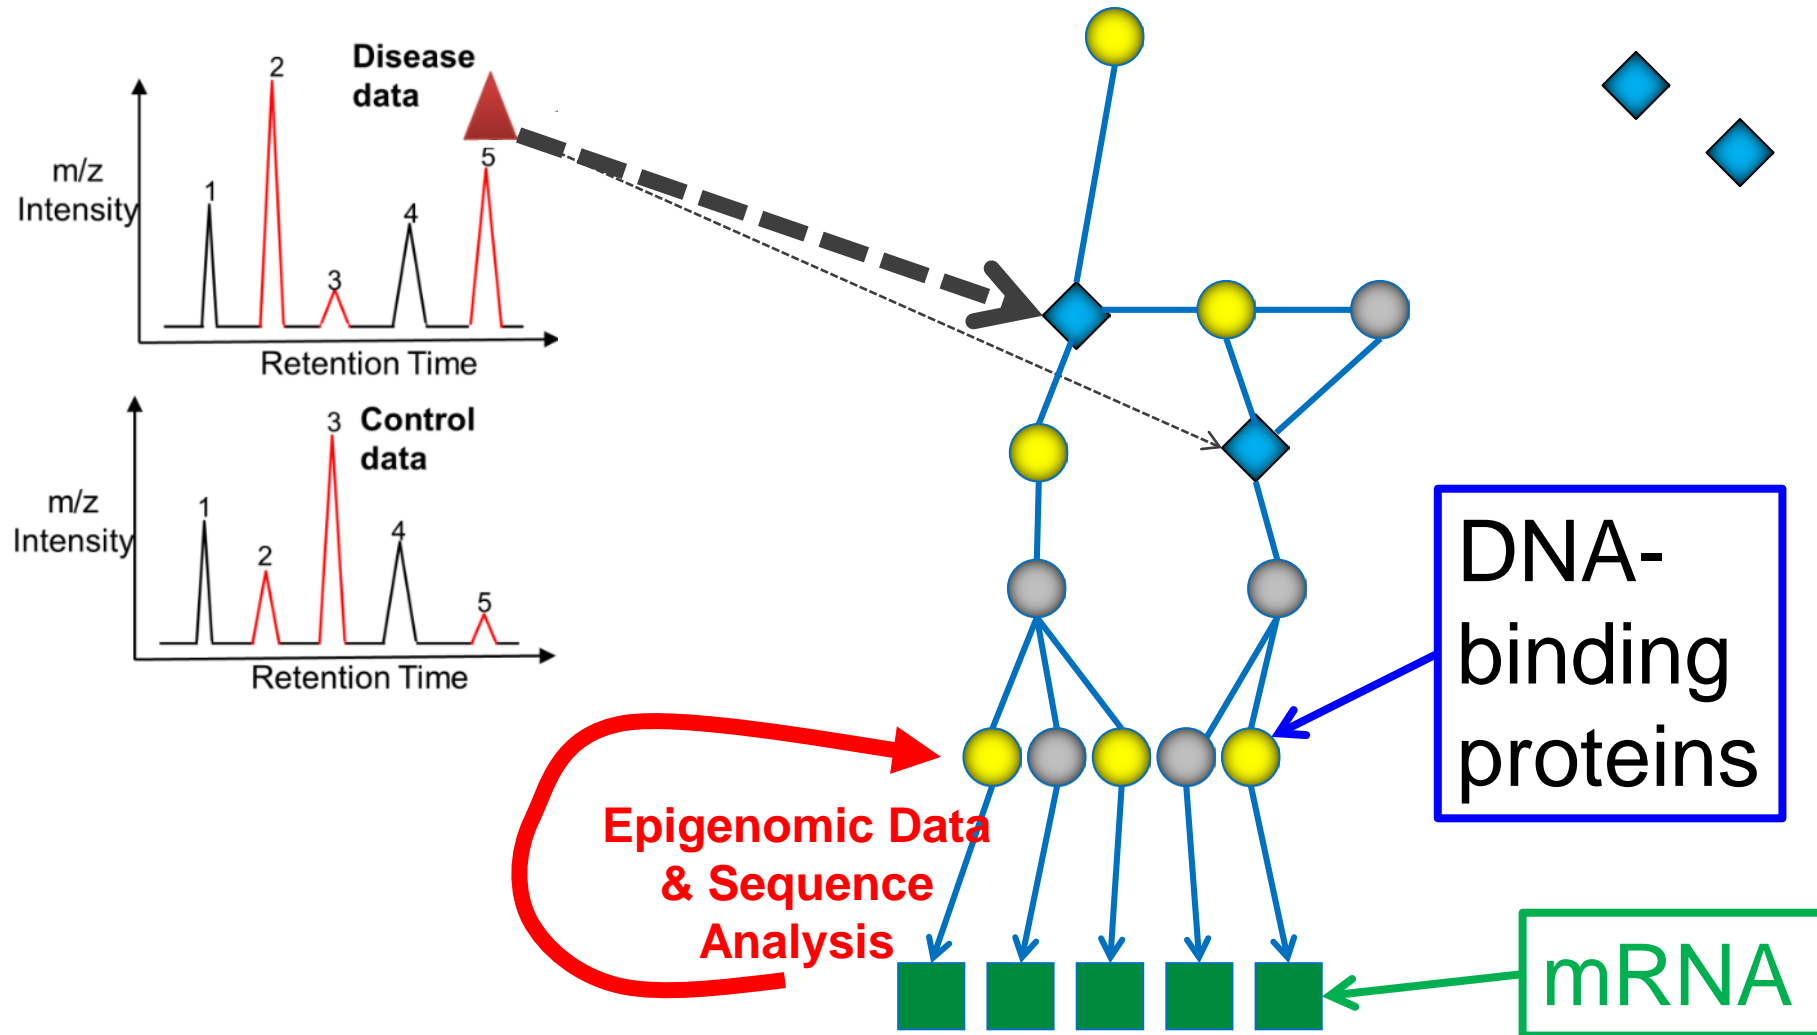 Disease
data
2
m/z
Intensity
1
3
4
5
Retention Time
Control
data
3
m/z
Intensity
1
2
4
5
Retention Time
Epigenomic Data
& Sequence
Analysis
DNA-
binding
proteins
mRNA